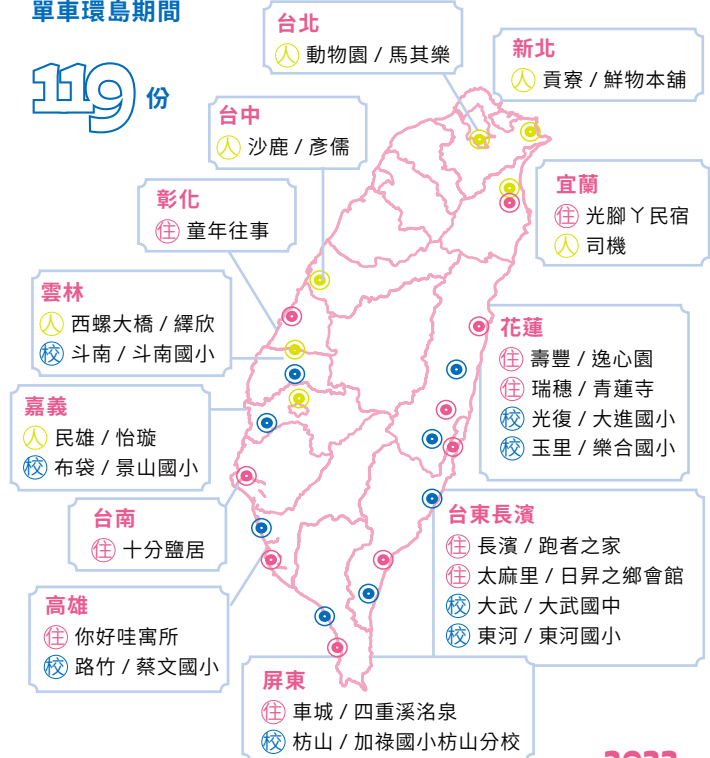 單車環島期間
119 份
台北
人 動物園 / 馬其樂
新北
人 貢寮 / 鮮物本舖
台中
人 沙鹿 / 彥儒
宜蘭
住 光腳丫民宿
人 司機
彰化
住 童年往事
雲林
人 西螺大橋 / 繹欣
校 斗南 / 斗南國小
花蓮
住 壽豐 / 逸心園
住 瑞穗 / 青蓮寺
校 光復 / 大進國小
校 玉里 / 樂合國小
嘉義
人 民雄 / 怡璇
校 布袋 / 景山國小
台南
住 十分鹽居
台東長濱
住 長濱 / 跑者之家
住 太麻里 / 日昇之鄉會館
校 大武 / 大武國中
校 東河 / 東河國小
高雄
住 你好哇寓所
校 路竹 / 蔡文國小
屏東
住 車城 / 四重溪洺泉
校 枋山 / 加祿國小枋山分校